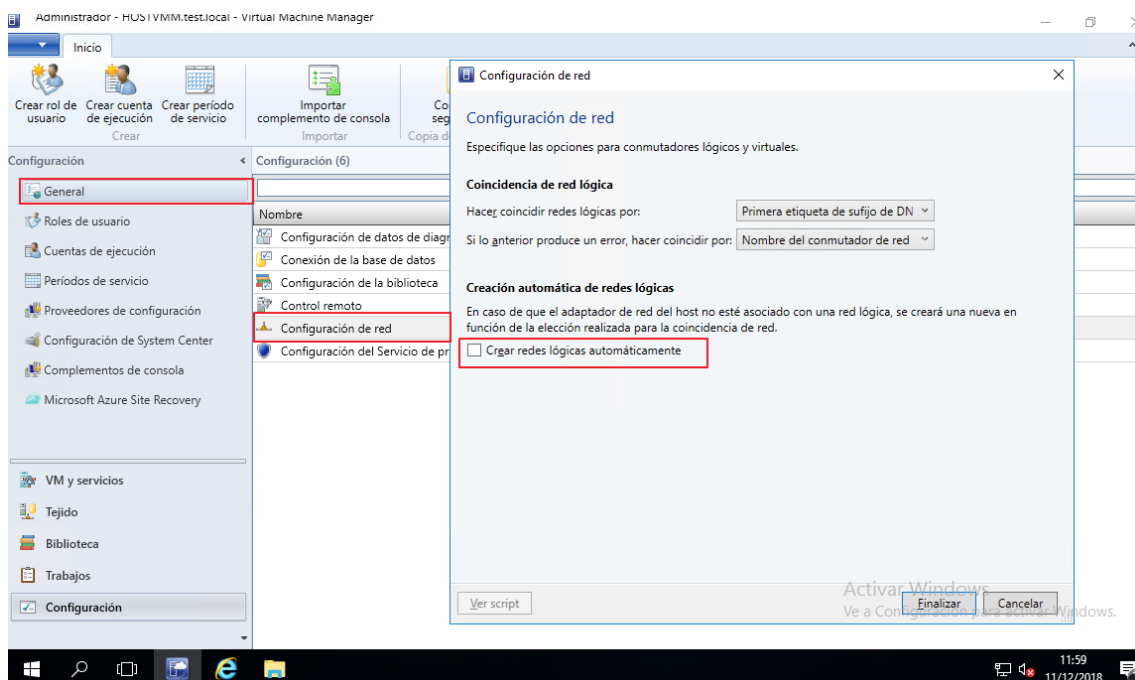 Administrador - HOSTVMM.test.local - Virtual Machine Manager
Inicio
Crear rol de usuario
Crear cuenta de ejecución
Crear período de servicio
Crear
Importar complemento de consola
Importar
Co
seg
Copia d
Configuración
General
Roles de usuario
Cuentas de ejecución
Períodos de servicio
Proveedores de configuración
Configuración de System Center
Complementos de consola
Microsoft Azure Site Recovery
VM y servicios
Tejido
Biblioteca
Trabajos
Configuración
Configuración (6)
Nombre
Configuración de datos de diagr
Conexión de la base de datos
Configuración de la biblioteca
Control remoto
Configuración de red
Configuración del Servicio de pr
Configuración de red
Configuración de red
Especifique las opciones para conmutadores lógicos y virtuales.
Coincidencia de red lógica
Hacer coincidir redes lógicas por:
Primera etiqueta de sufijo de DN
Si lo anterior produce un error, hacer coincidir por:
Nombre del conmutador de red
Creación automática de redes lógicas
En caso de que el adaptador de red del host no esté asociado con una red lógica, se creará una nueva en
función de la elección realizada para la coincidencia de red.
Crear redes lógicas automáticamente
Ver script
Finalizar
Cancelar
Activar Windows
Ve a Configuración para activar Windows.
11:59
11/12/2018